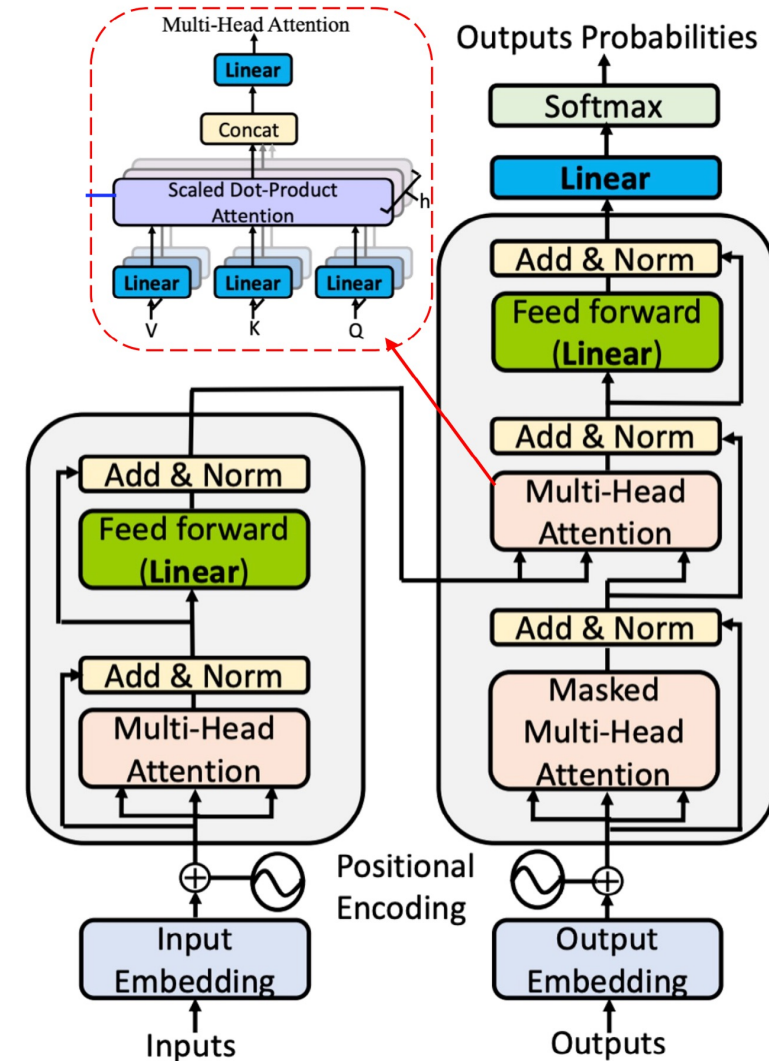 Multi-Head Attention
Linear
Concat
Scaled Dot-Product
Attention
h
Linear
Linear
Linear
V
K
Q
Outputs Probabilities
Softmax
Linear
Add & Norm
Feed forward
(Linear)
Add & Norm
Multi-Head
Attention
Add & Norm
Masked
Multi-Head
Attention
Add & Norm
Feed forward
(Linear)
Add & Norm
Multi-Head
Attention
Positional
Encoding
Input
Embedding
Inputs
Output
Embedding
Outputs